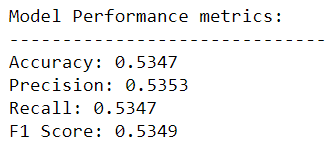 Model Performance metrics:
------------------------------
Accuracy: 0.5347
Precision: 0.5353
Recall: 0.5347
F1 Score: 0.5349